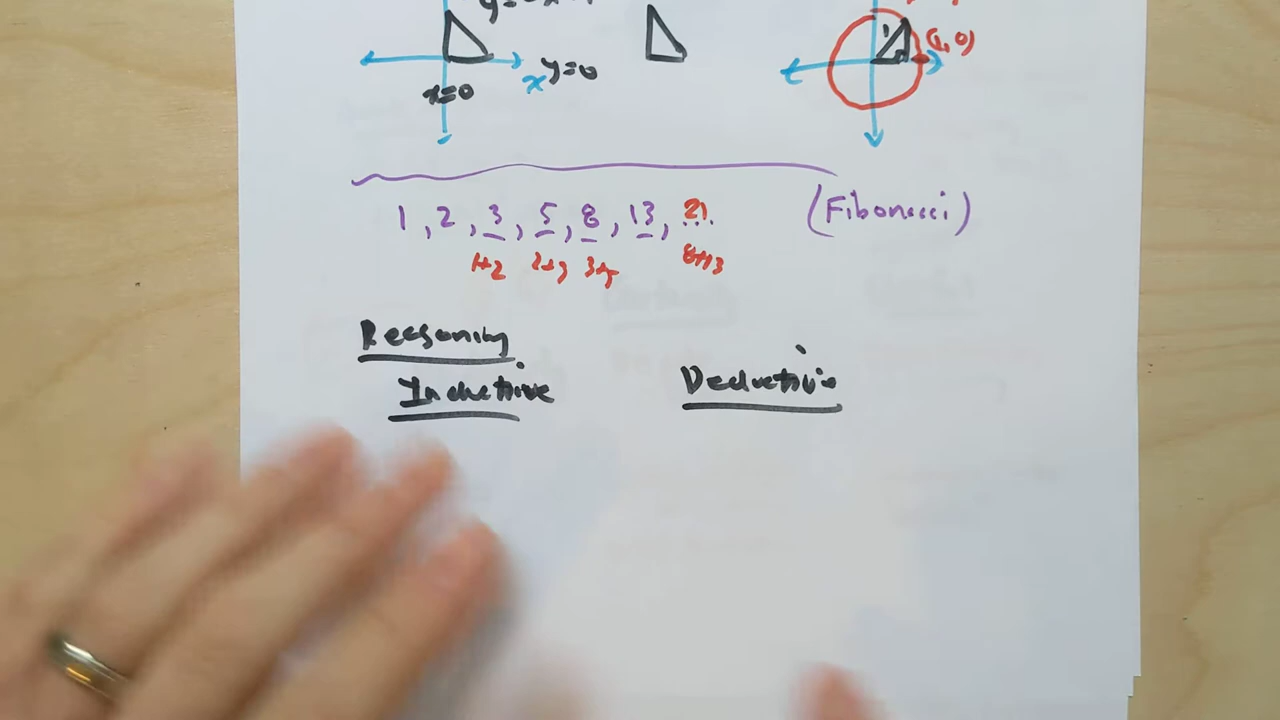 y=0
x
x=0
1
(1, 0)
1, 2, 3, 5, 8, 13, 21 ... (Fibonacci)
1+2 2+3 3+5 8+13
Reasoning
Inductive Deductive